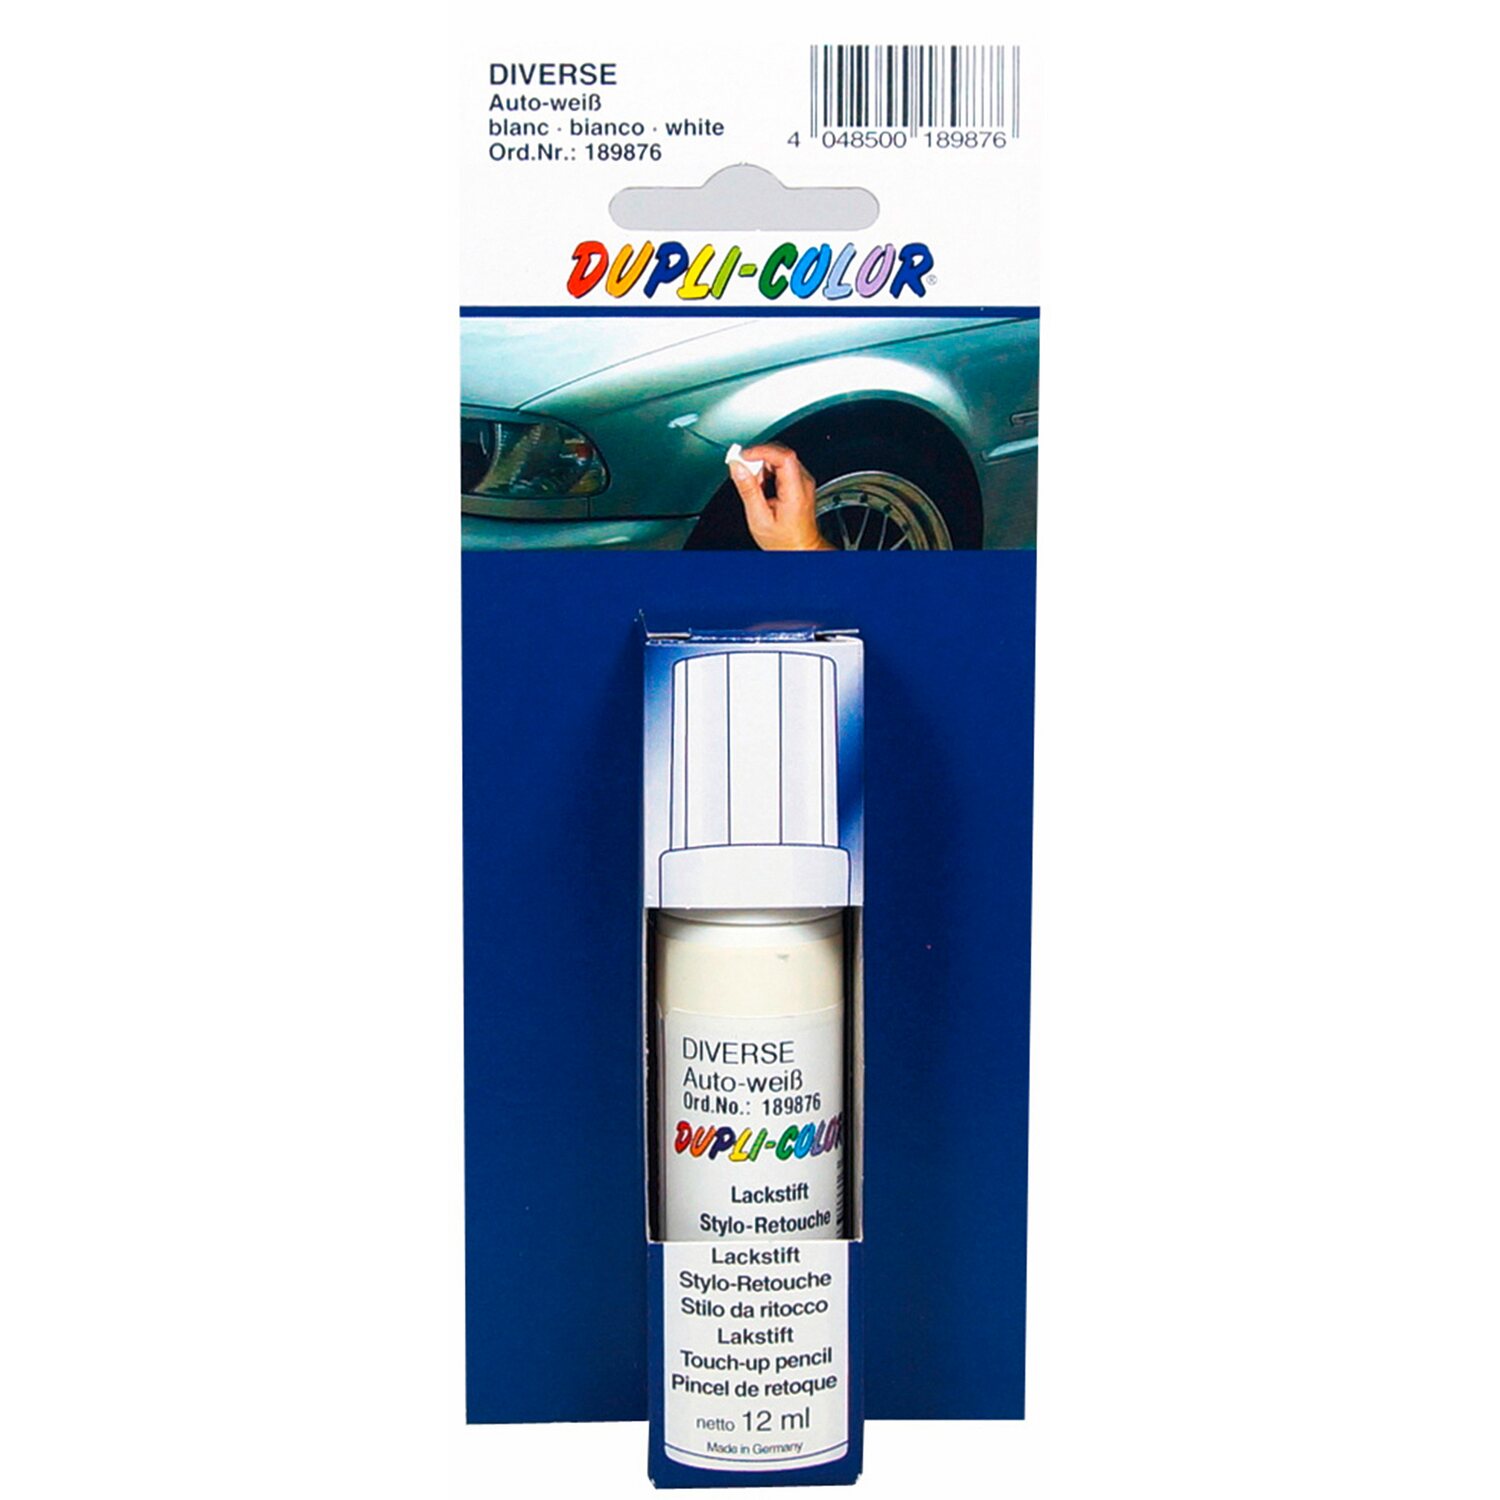 DIVERSE
Auto-weiß
blanc · bianco · white
Ord.Nr.: 189876
4 048500 189876
DUPLI-COLOR®
DIVERSE
Auto-weiß
Ord.No.: 189876
DUPLI-COLOR
Lackstift
Stylo-Retouche
Lackstift
Stylo-Retouche
Stilo da ritocco
Lakstift
Touch-up pencil
Pincel de retoque
netto 12 ml
Made in Germany